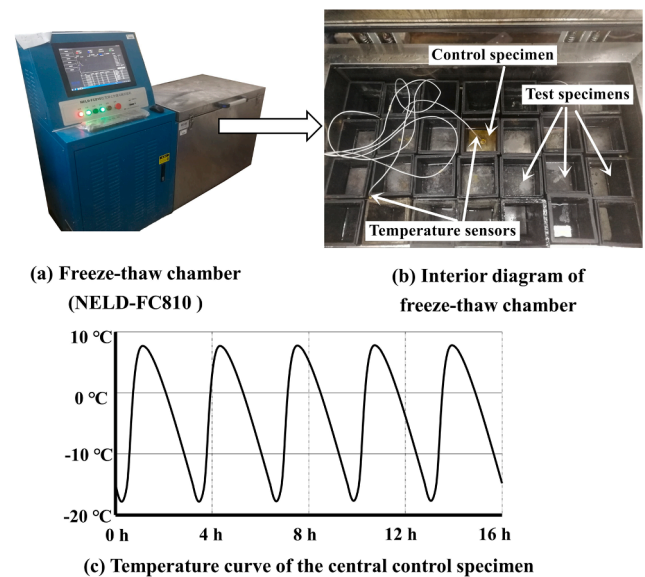 Control specimen
Test specimens
Temperature sensors
(a) Freeze-thaw chamber
(NELD-FC810 )
(b) Interior diagram of
freeze-thaw chamber
10 ℃
0 ℃
-10 ℃
-20 ℃
0 h
4 h
8 h
12 h
16 h
(c) Temperature curve of the central control specimen